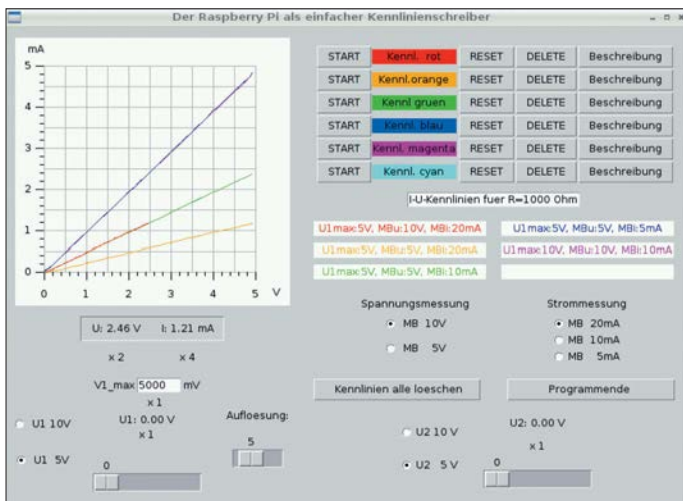 Der Raspberry Pi als einfacher Kennlinienschreiber
mA
5
4
3
2
1
0
0 1 2 3 4 5 V
START Kennl. rot RESET DELETE Beschreibung
START Kennl.orange RESET DELETE Beschreibung
START Kennl gruen RESET DELETE Beschreibung
START Kennl. blau RESET DELETE Beschreibung
START Kennl. magenta RESET DELETE Beschreibung
START Kennl. cyan RESET DELETE Beschreibung
I-U-Kennlinien fuer R=1000 Ohm
U1max:5V, MBu:10V, MBi:20mA U1max:5V, MBu:5V, MBi:5mA
U1max:5V, MBu:5V, MBi:20mA U1max:10V, MBu:10V, MBi:10mA
U1max:5V, MBu:5V, MBi:10mA
Spannungsmessung Strommessung
MB 10V MB 20mA
MB 5V MB 10mA
MB 5mA
U: 2.46 V I: 1.21 mA
x 2 x 4
V1_max 5000 mV
x 1
Kennlinien alle loeschen Programmende
U1 10V U1: 0.00 V Aufloesung:
x 1
U1 5V 0 5
U2 10 V U2: 0.00 V
x 1
U2 5 V 0